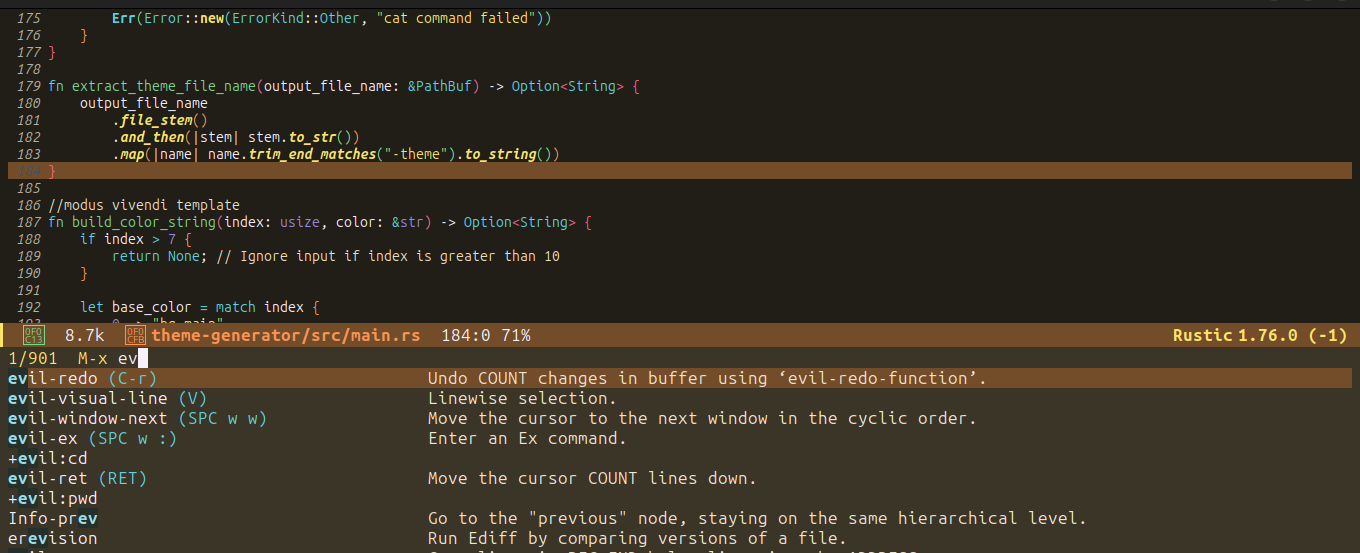 175 Err(Error::new(ErrorKind::Other, "cat command failed"))
176 }
177 }
178
179 fn extract_theme_file_name(output_file_name: &PathBuf) -> Option<String> {
180 output_file_name
181 .file_stem()
182 .and_then(|stem| stem.to_str())
183 .map(|name| name.trim_end_matches("-theme").to_string())
184 }
185
186 //modus vivendi template
187 fn build_color_string(index: usize, color: &str) -> Option<String> {
188 if index > 7 {
189 return None; // Ignore input if index is greater than 10
190 }
191
192 let base_color = match index {
0F0 C13 8.7k 0F0 CFB theme-generator/src/main.rs 184:0 71% Rustic 1.76.0 (-1)
1/901 M-x ev
evil-redo (C-r) Undo COUNT changes in buffer using ‘evil-redo-function’.
evil-visual-line (V) Linewise selection.
evil-window-next (SPC w w) Move the cursor to the next window in the cyclic order.
evil-ex (SPC w :) Enter an Ex command.
+evil:cd
evil-ret (RET) Move the cursor COUNT lines down.
+evil:pwd
Info-prev Go to the "previous" node, staying on the same hierarchical level.
erevision Run Ediff by comparing versions of a file.